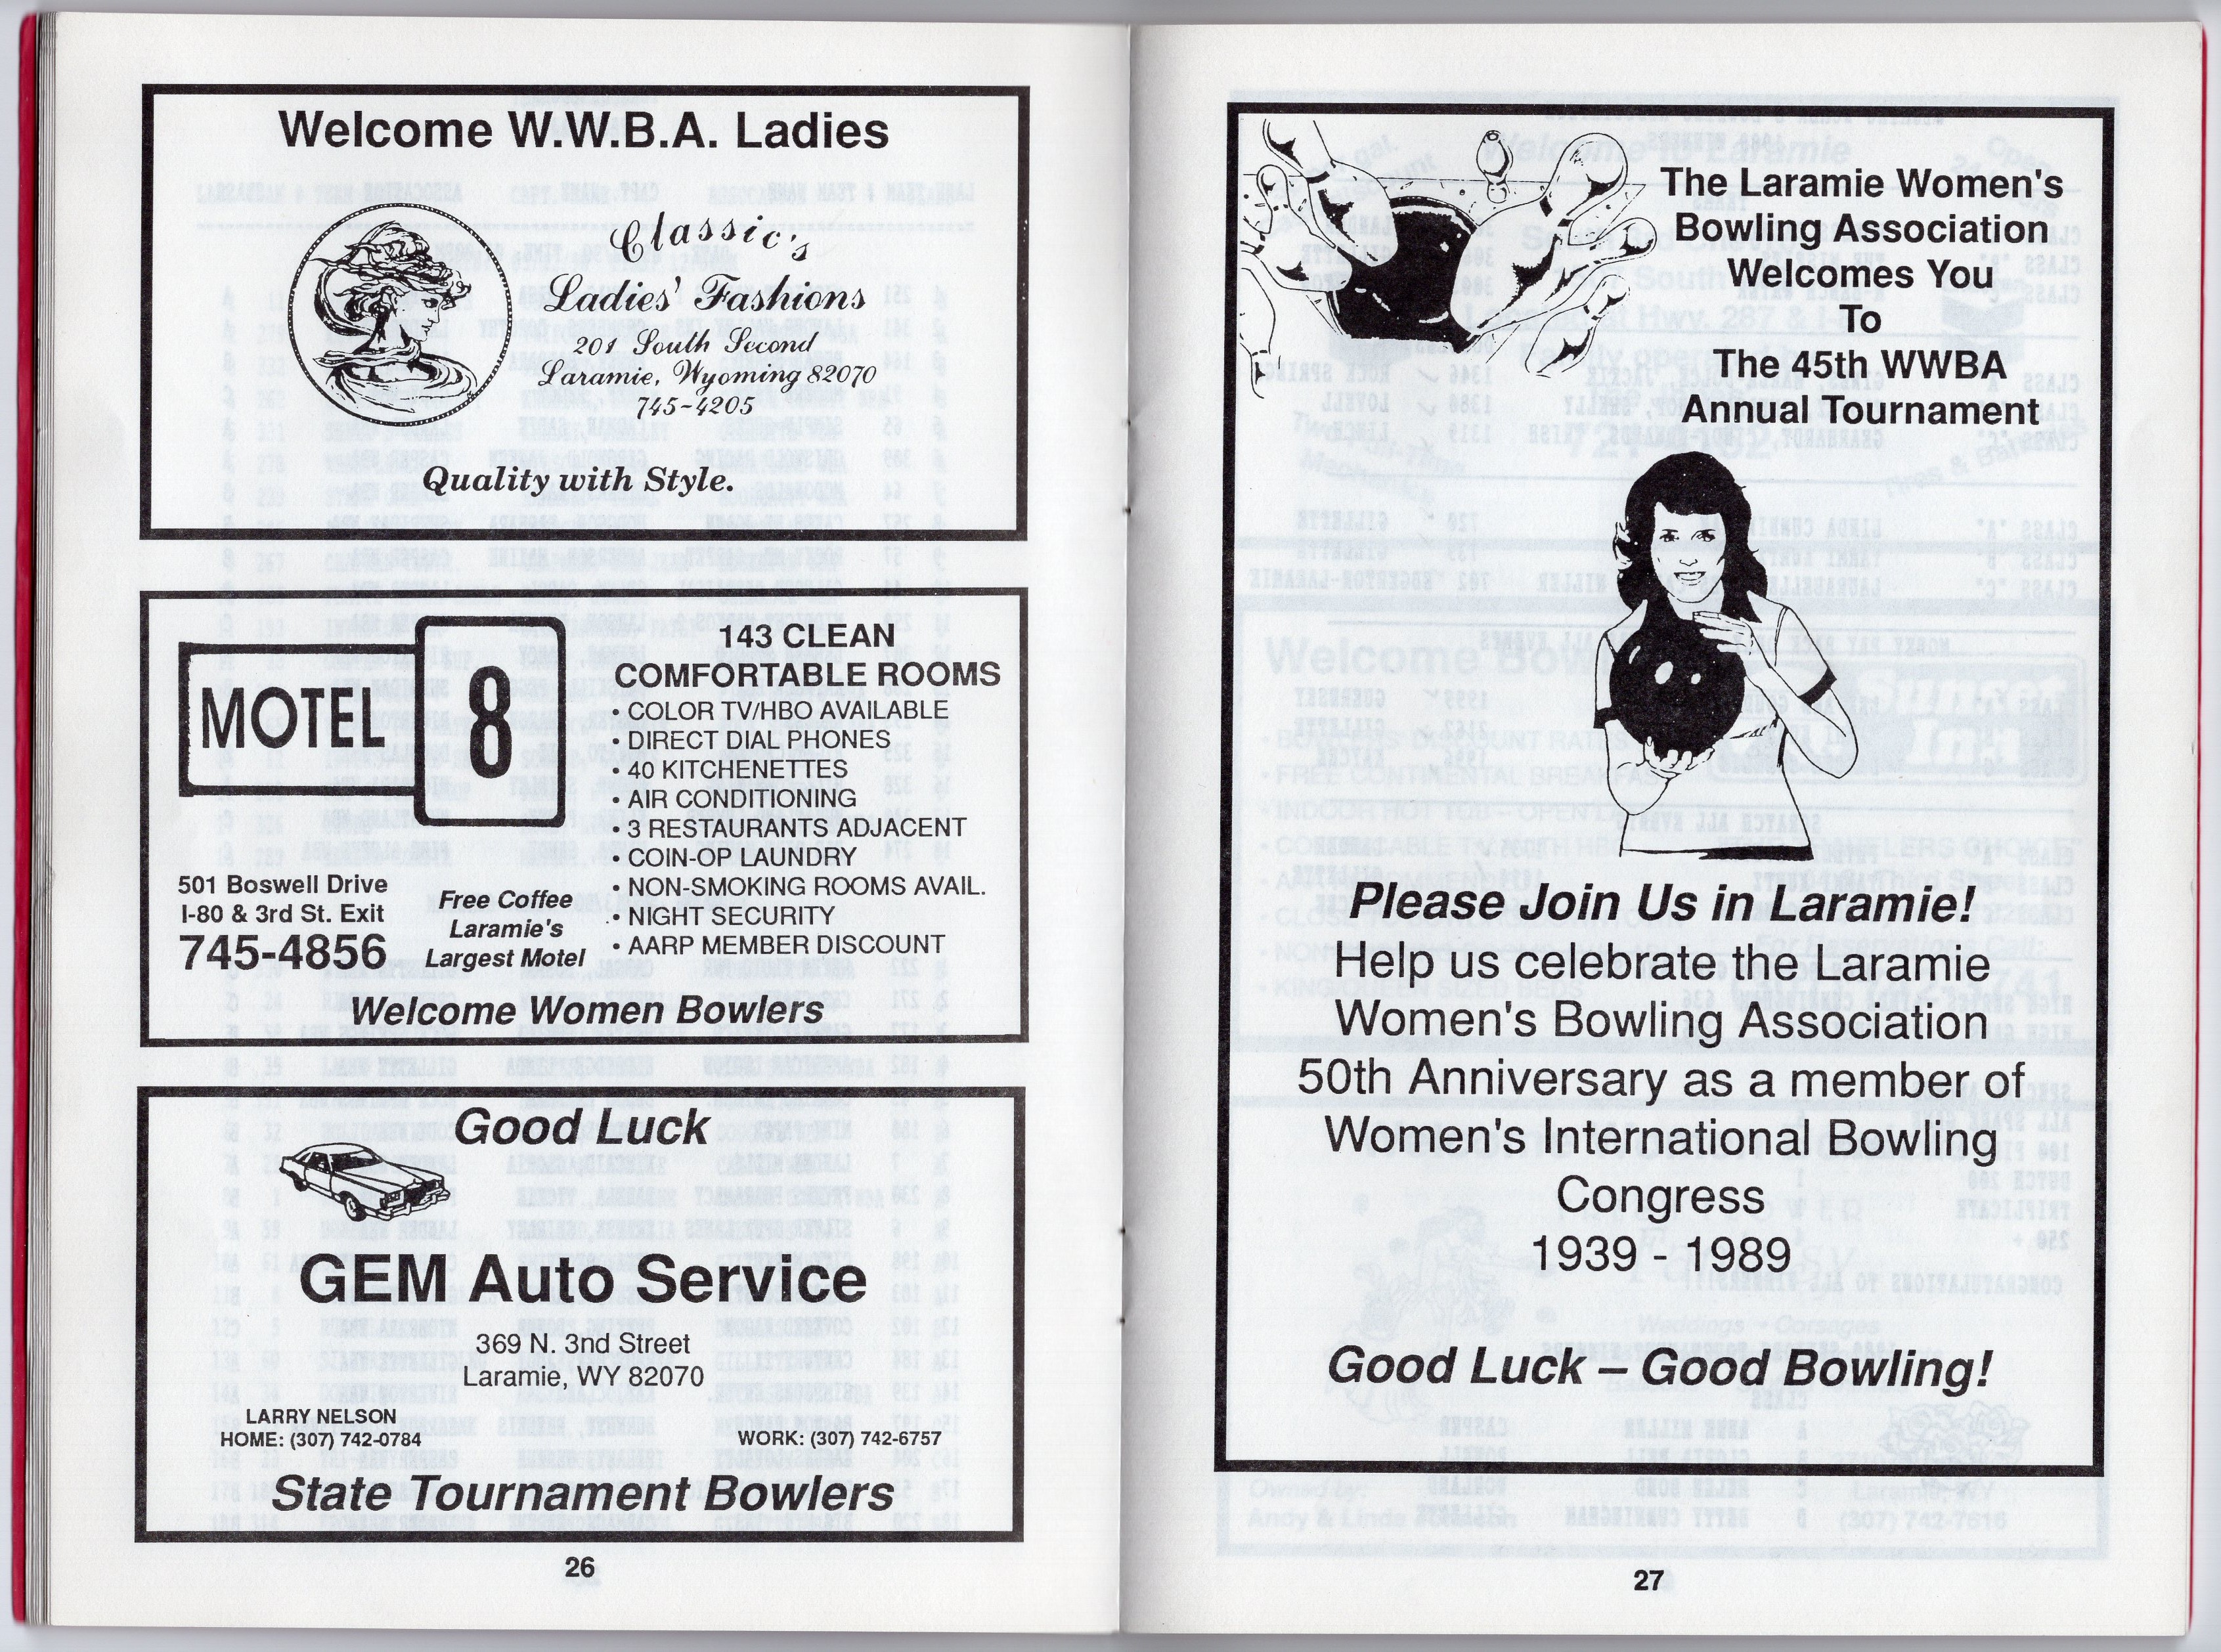 Welcome W.W.B.A. Ladies
Classic's
Ladies' Fashions
201 South Second
Laramie, Wyoming 82070
745-4205
Quality with Style.
MOTEL 8
143 CLEAN
COMFORTABLE ROOMS
• COLOR TV/HBO AVAILABLE
• DIRECT DIAL PHONES
• 40 KITCHENETTES
• AIR CONDITIONING
• 3 RESTAURANTS ADJACENT
• COIN-OP LAUNDRY
• NON-SMOKING ROOMS AVAIL.
• NIGHT SECURITY
• AARP MEMBER DISCOUNT
501 Boswell Drive
I-80 & 3rd St. Exit
745-4856
Free Coffee
Laramie's
Largest Motel
Welcome Women Bowlers
Good Luck
GEM Auto Service
369 N. 3nd Street
Laramie, WY 82070
LARRY NELSON
HOME: (307) 742-0784
WORK: (307) 742-6757
State Tournament Bowlers
26
The Laramie Women's
Bowling Association
Welcomes You
To
The 45th WWBA
Annual Tournament
Please Join Us in Laramie!
Help us celebrate the Laramie
Women's Bowling Association
50th Anniversary as a member of
Women's International Bowling
Congress
1939 - 1989
Good Luck – Good Bowling!
27